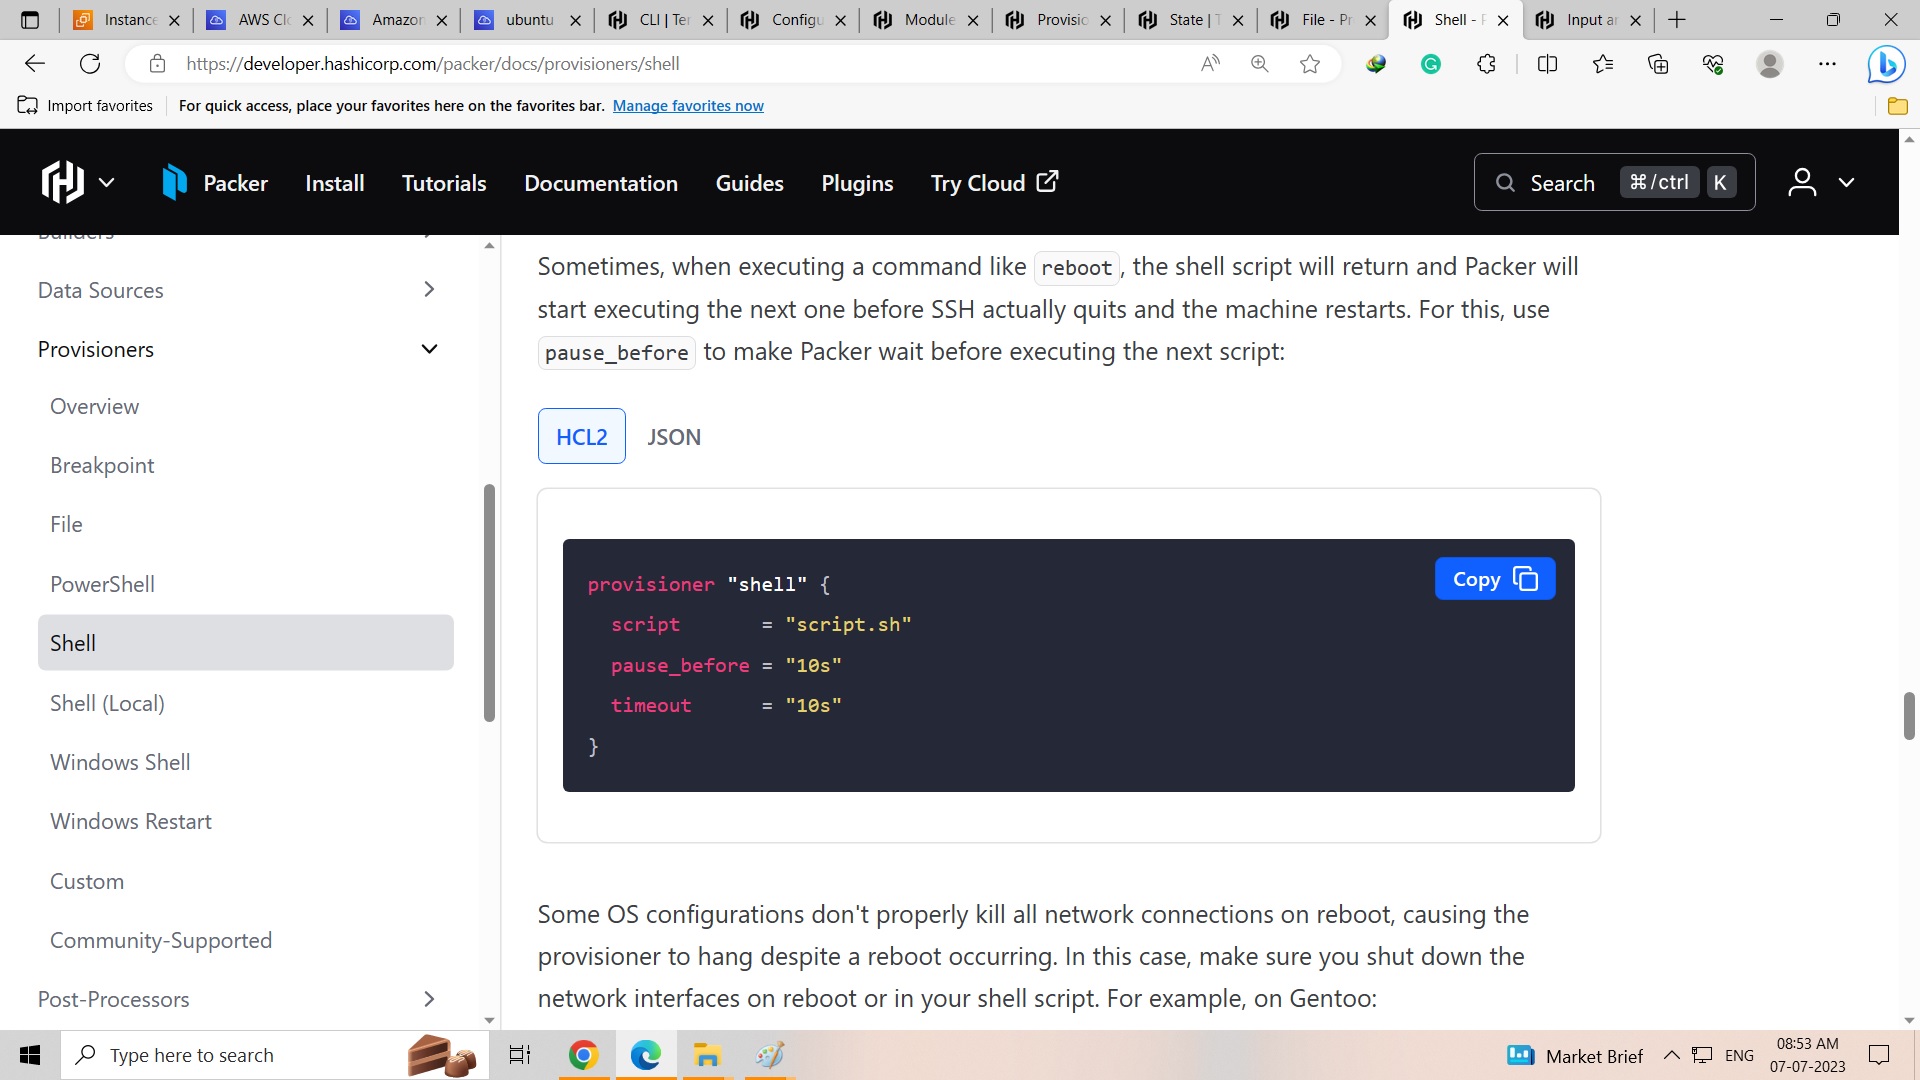 Instance
AWS Clo
Amazon
ubuntu
CLI | Ter
Configu
Module
Provisio
State | T
File - Pr
Shell - P
Input an
https://developer.hashicorp.com/packer/docs/provisioners/shell
Import favorites
For quick access, place your favorites here on the favorites bar. Manage favorites now
Packer Install Tutorials Documentation Guides Plugins Try Cloud
Search ⌘/ctrl K
Builders
Data Sources
Provisioners
Overview
Breakpoint
File
PowerShell
Shell
Shell (Local)
Windows Shell
Windows Restart
Custom
Community-Supported
Post-Processors
Sometimes, when executing a command like reboot, the shell script will return and Packer will
start executing the next one before SSH actually quits and the machine restarts. For this, use
pause_before to make Packer wait before executing the next script:
HCL2 JSON
Copy
provisioner "shell" {
  script       = "script.sh"
  pause_before = "10s"
  timeout      = "10s"
}
Some OS configurations don't properly kill all network connections on reboot, causing the
provisioner to hang despite a reboot occurring. In this case, make sure you shut down the
network interfaces on reboot or in your shell script. For example, on Gentoo:
Type here to search
Market Brief
ENG
08:53 AM
07-07-2023